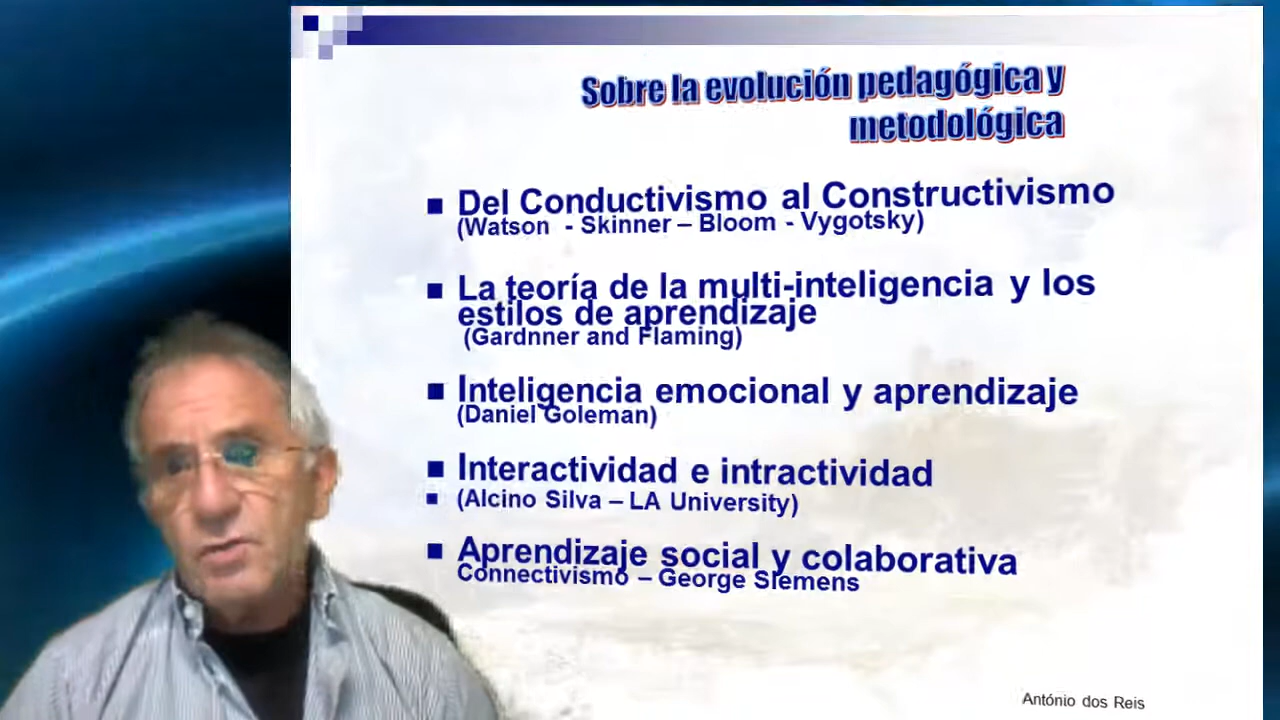 Sobre la evolución pedagógica y
metodológica
Del Conductivismo al Constructivismo
(Watson - Skinner – Bloom - Vygotsky)
La teoría de la multi-inteligencia y los
estilos de aprendizaje
(Gardnner and Flaming)
Inteligencia emocional y aprendizaje
(Daniel Goleman)
Interactividad e intractividad
(Alcino Silva – LA University)
Aprendizaje social y colaborativa
Connectivismo – George Siemens
António dos Reis